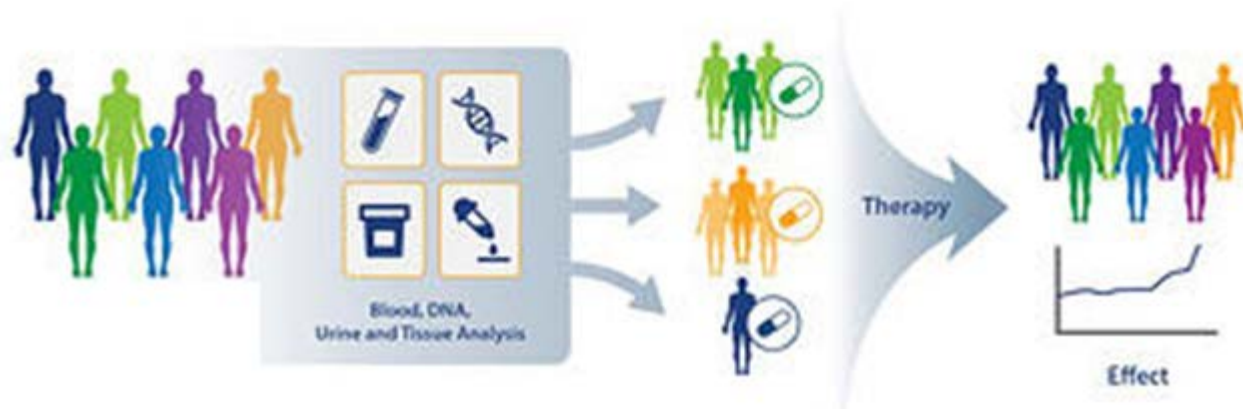 Blood, DNA,
Urine and Tissue Analysis
Therapy
Effect